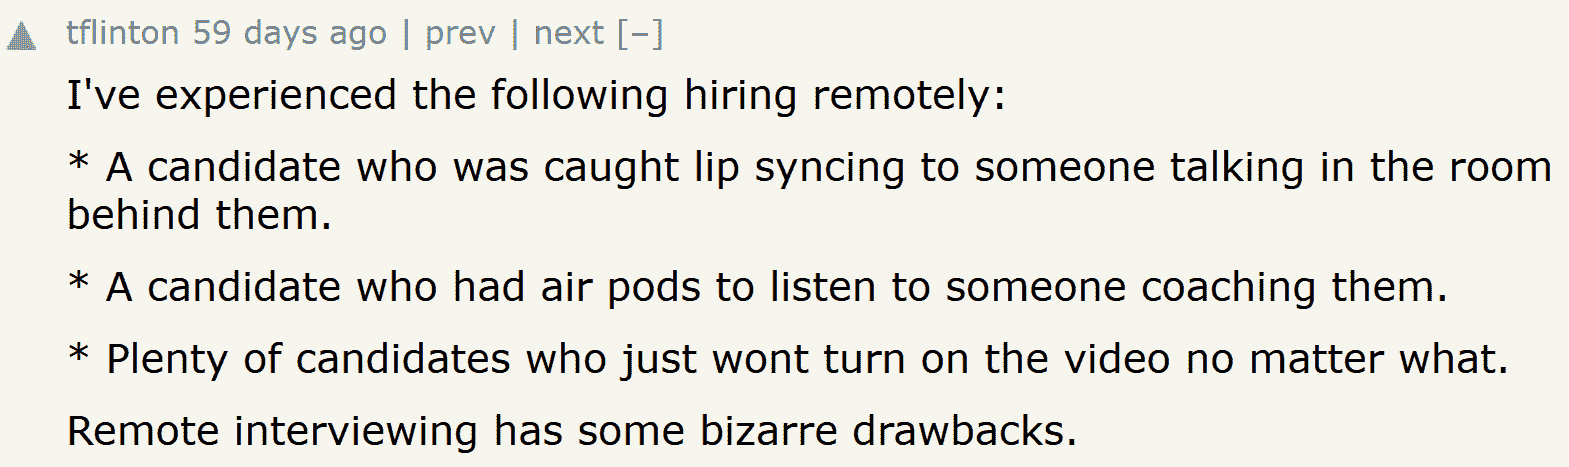 tflinton 59 days ago | prev | next [–]
I've experienced the following hiring remotely:
* A candidate who was caught lip syncing to someone talking in the room
behind them.
* A candidate who had air pods to listen to someone coaching them.
* Plenty of candidates who just wont turn on the video no matter what.
Remote interviewing has some bizarre drawbacks.